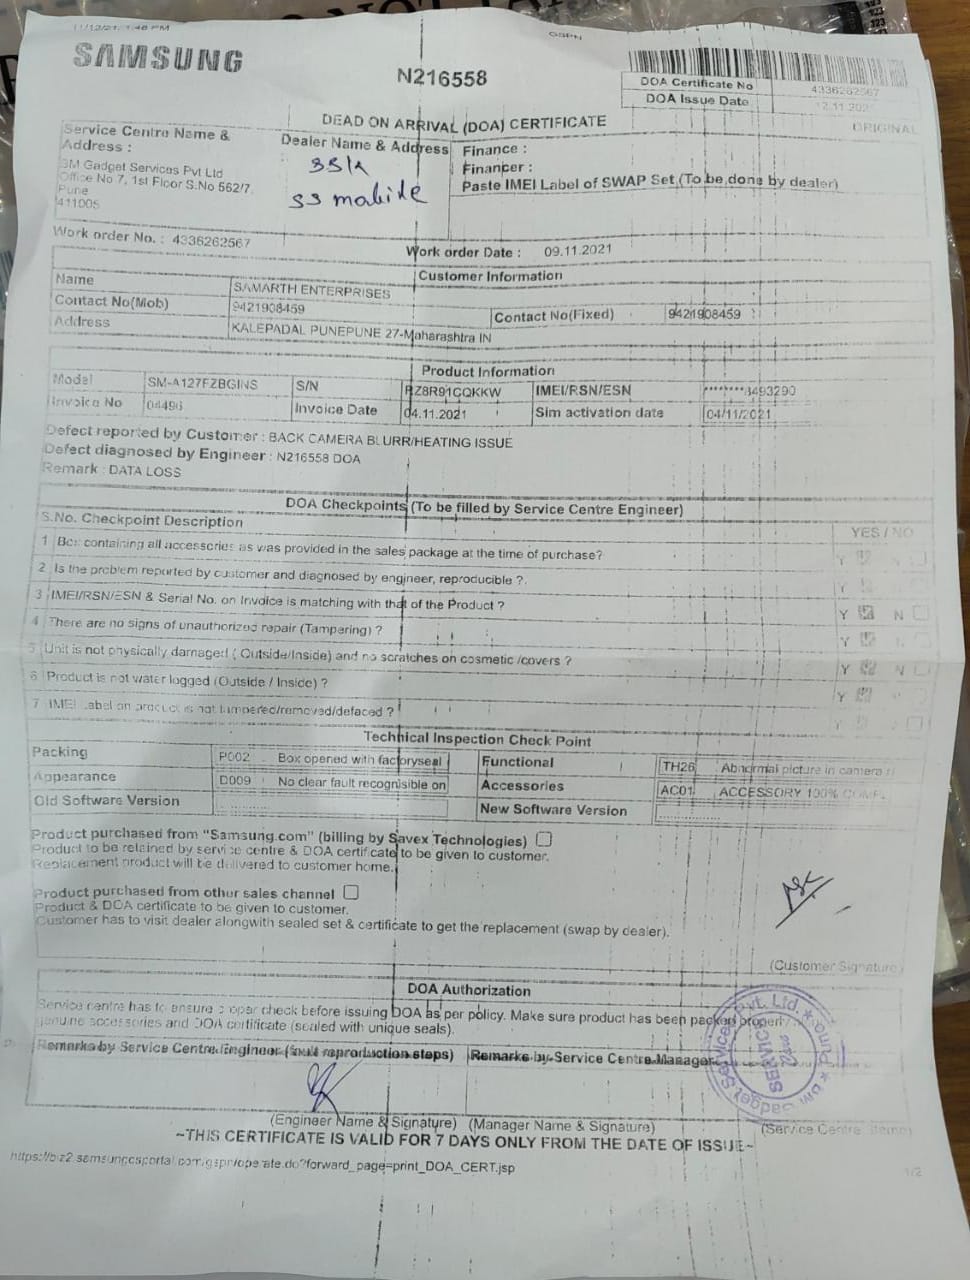 11/12/21, 1:48 PM
GSPN
SAMSUNG
N216558
DOA Certificate No 4336262567
DOA Issue Date 12.11.202
DEAD ON ARRIVAL (DOA) CERTIFICATE
ORIGINAL
Service Centre Name &
Address :
3M Gadget Services Pvt Ltd
Office No 7, 1st Floor S.No 562/7,
Pune
411005
Dealer Name & Address
SSK
SS mobile
Finance :
Financer :
Paste IMEI Label of SWAP Set,(To be done by dealer)
Work order No. : 4336262567
Work order Date : 09.11.2021
Customer Information
Name SAMARTH ENTERPRISES
Contact No(Mob) 9421908459 Contact No(Fixed) 9421908459
Address KALEPADAL PUNEPUNE 27-Maharashtra IN
Product Information
Model SM-A127FZBGINS S/N RZ8R91CQKKW IMEI/RSN/ESN *******8493290
Invoice No 04496 Invoice Date 04.11.2021 Sim activation date 04/11/2021
Defect reported by Customer : BACK CAMERA BLURR/HEATING ISSUE
Defect diagnosed by Engineer : N216558 DOA
Remark : DATA LOSS
DOA Checkpoints (To be filled by Service Centre Engineer)
S.No. Checkpoint Description YES / NO
1 Box containing all accessories as was provided in the sales package at the time of purchase? Y
2 Is the problem reported by customer and diagnosed by engineer, reproducible ?. Y
3 IMEI/RSN/ESN & Serial No. on Invoice is matching with that of the Product ? Y N
4 There are no signs of unauthorized repair (Tampering) ? Y
5 Unit is not physically damaged ( Outside/Inside) and no scratches on cosmetic /covers ? Y N
6 Product is not water logged (Outside / Inside) ? Y
7 IMEI Label on product is not tampered/removed/defaced ? Y
Technical Inspection Check Point
Packing P002 Box opened with factoryseal Functional TH26 Abnormal picture in camera
Appearance D009 No clear fault recognisible on Accessories AC01 ACCESSORY 100% COMPL
Old Software Version New Software Version
Product purchased from "Samsung.com" (billing by Savex Technologies)
Product to be retained by service centre & DOA certificate to be given to customer.
Replacement product will be delivered to customer home.
Product purchased from other sales channel
Product & DOA certificate to be given to customer.
Customer has to visit dealer alongwith sealed set & certificate to get the replacement (swap by dealer).
(Customer Signature)
DOA Authorization
Service centre has to ensure proper check before issuing DOA as per policy. Make sure product has been packed properly
genuine accessories and DOA certificate (sealed with unique seals).
Remarks by Service Centre Engineer (fault reproduction steps) Remarks by Service Centre Manager
Gadget Services Pvt. Ltd. * Pune *
SERVICE
(Engineer Name & Signature) (Manager Name & Signature) (Service Centre Stamp)
~THIS CERTIFICATE IS VALID FOR 7 DAYS ONLY FROM THE DATE OF ISSUE~
https://biz2.samsungcsportal.com/gspn/operate.do?forward_page=print_DOA_CERT.jsp
1/2